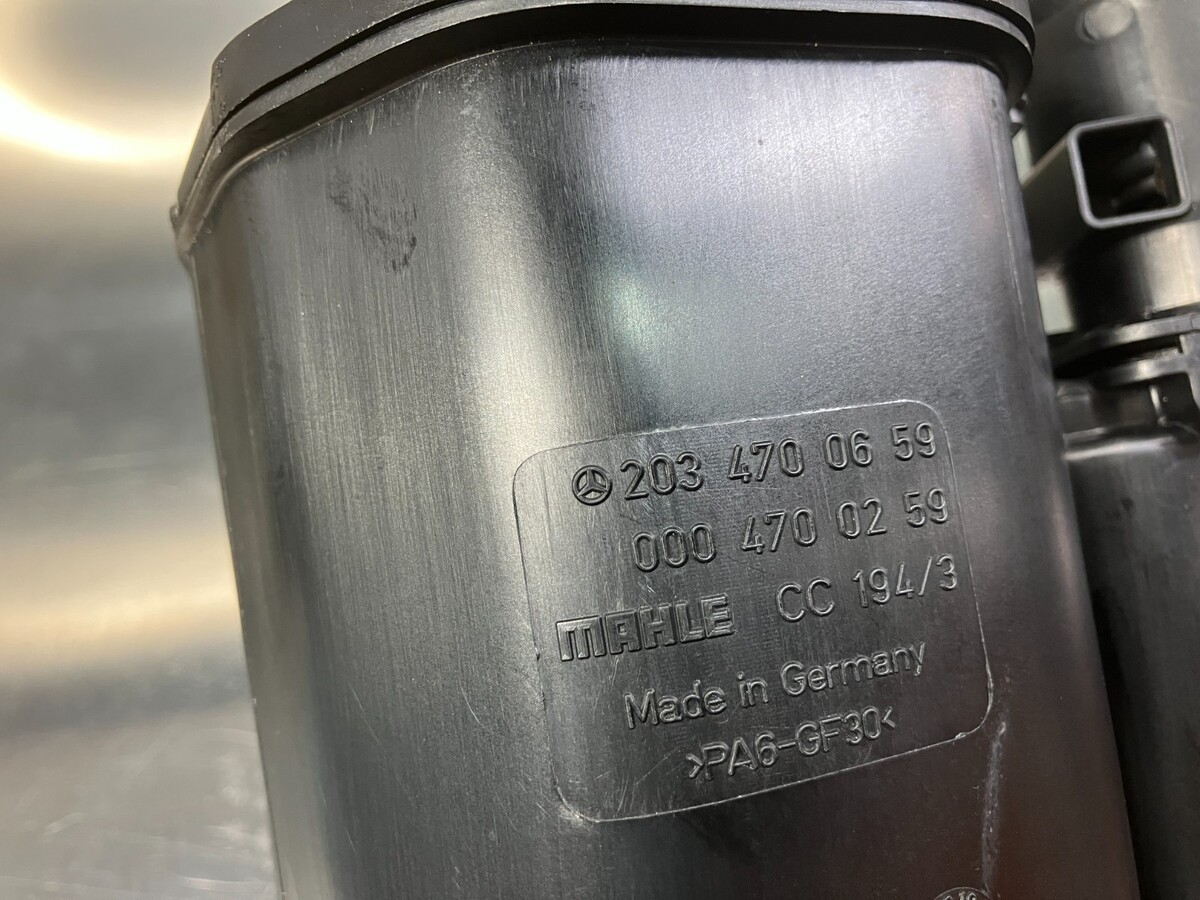 203 470 06 59
000 470 02 59
MAHLE CC 194/3
Made in Germany
>PA6-GF30<